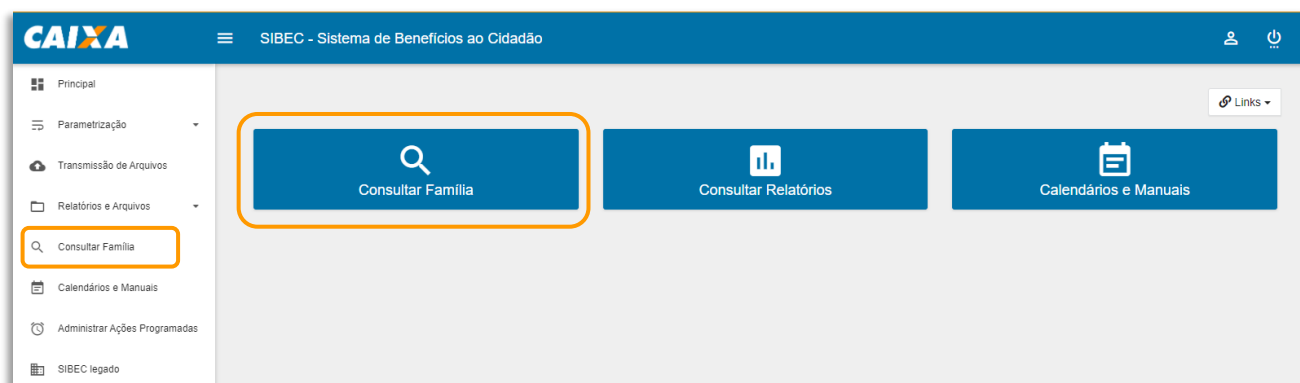 CAIXA
SIBEC - Sistema de Benefícios ao Cidadão
Principal
Parametrização
Transmissão de Arquivos
Relatórios e Arquivos
Consultar Família
Calendários e Manuais
Administrar Ações Programadas
SIBEC legado
Links
Consultar Família
Consultar Relatórios
Calendários e Manuais